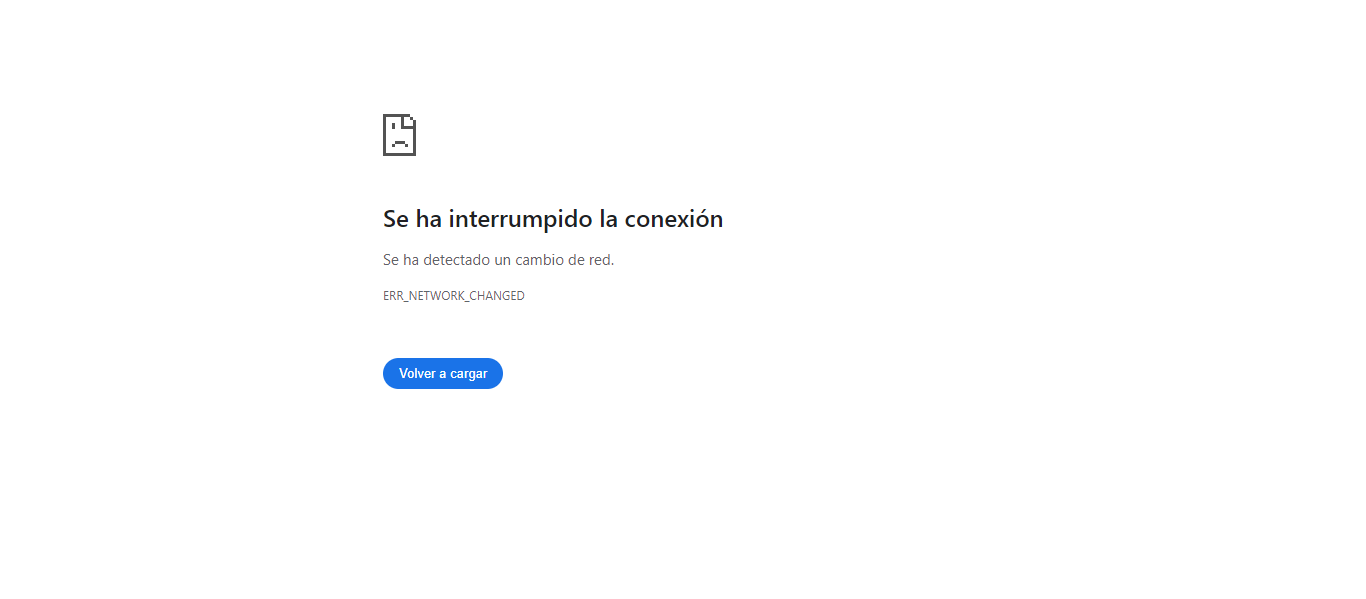 Se ha interrumpido la conexión
Se ha detectado un cambio de red.
ERR_NETWORK_CHANGED
Volver a cargar